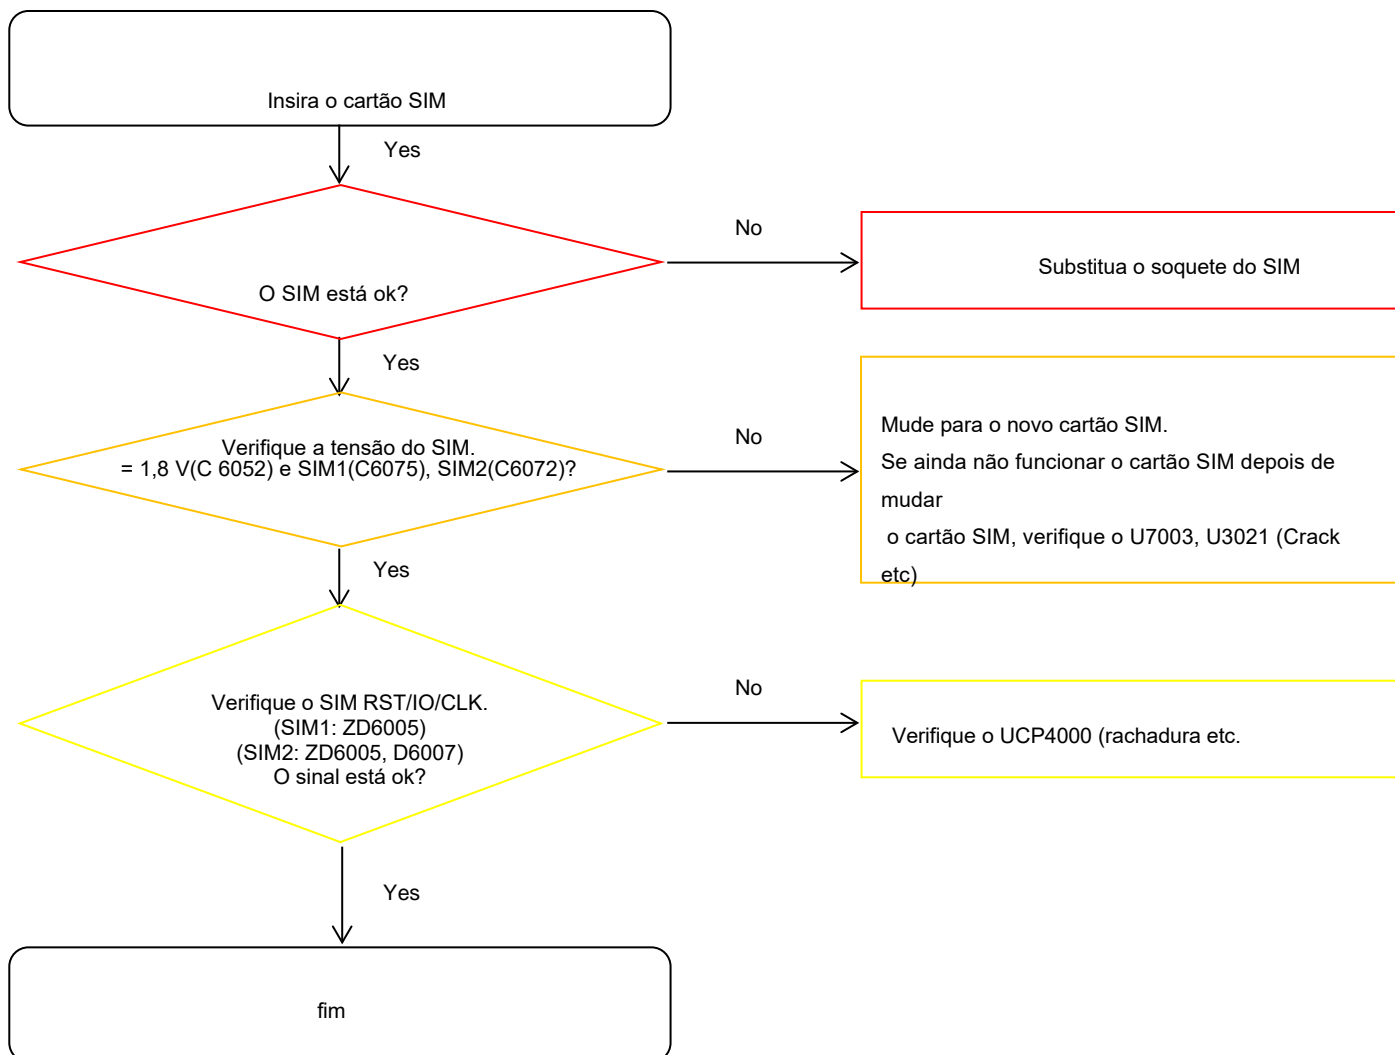 Insira o cartão SIM
Yes
O SIM está ok?
No
Substitua o soquete do SIM
Yes
Verifique a tensão do SIM.
= 1,8 V(C 6052) e SIM1(C6075), SIM2(C6072)?
No
Mude para o novo cartão SIM.
Se ainda não funcionar o cartão SIM depois de
mudar
o cartão SIM, verifique o U7003, U3021 (Crack
etc)
Yes
Verifique o SIM RST/IO/CLK.
(SIM1: ZD6005)
(SIM2: ZD6005, D6007)
O sinal está ok?
No
Verifique o UCP4000 (rachadura etc.
Yes
fim